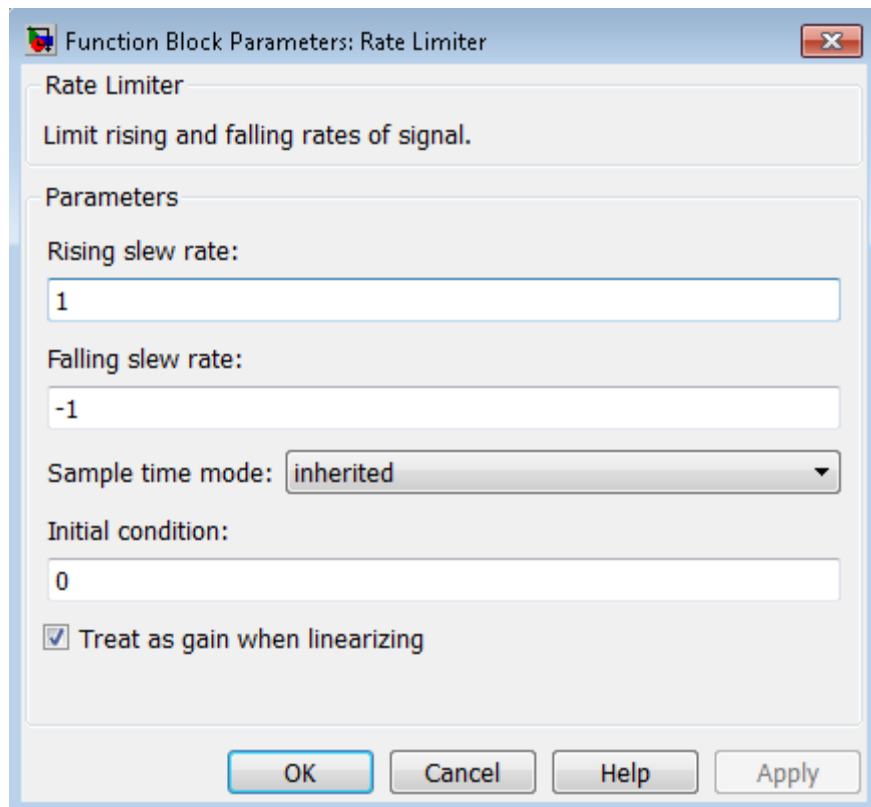 Function Block Parameters: Rate Limiter
Rate Limiter
Limit rising and falling rates of signal.
Parameters
Rising slew rate:
1
Falling slew rate:
-1
Sample time mode: inherited
Initial condition:
0
Treat as gain when linearizing
OK Cancel Help Apply